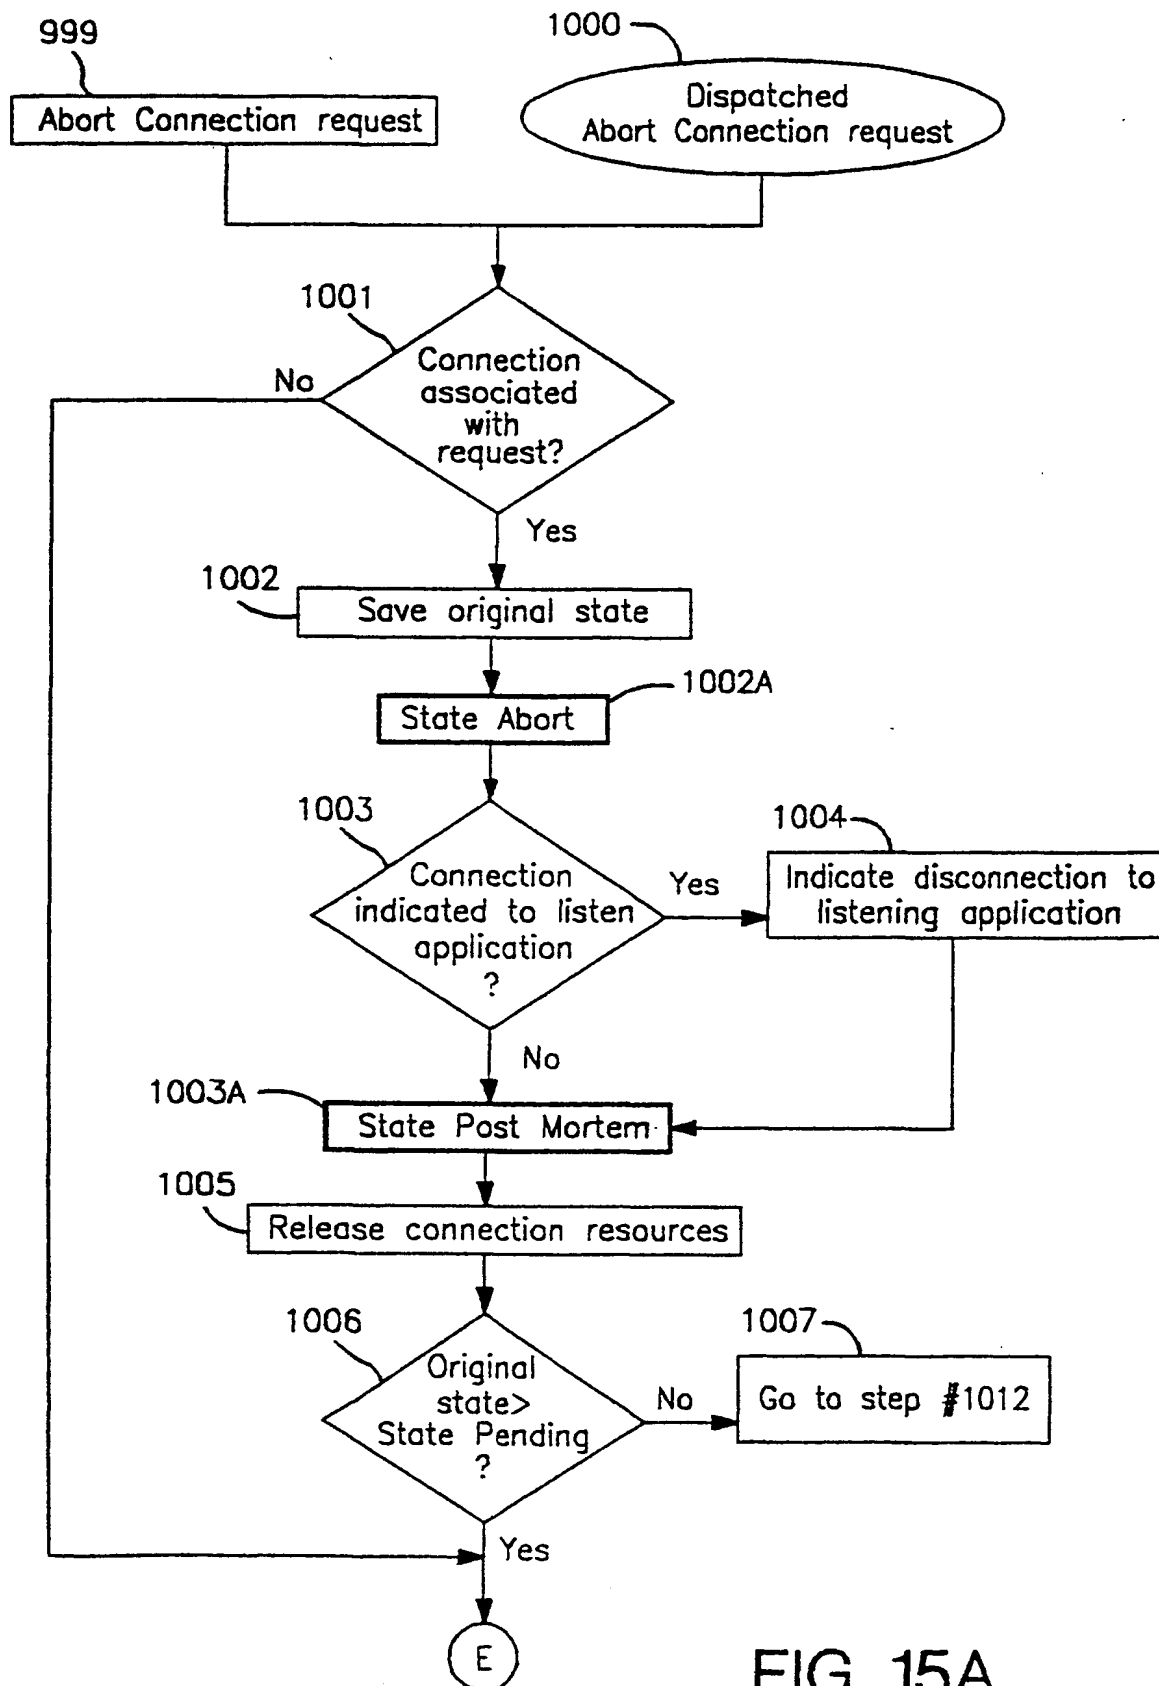 999
Abort Connection request
1000
Dispatched
Abort Connection request
1001
Connection
associated
with
request?
No
Yes
1002
Save original state
1002A
State Abort
1003
Connection
indicated to listen
application
?
Yes
1004
Indicate disconnection to
listening application
No
1003A
State Post Mortem
1005
Release connection resources
1006
Original
state>
State Pending
?
No
1007
Go to step #1012
Yes
E
FIG. 15A